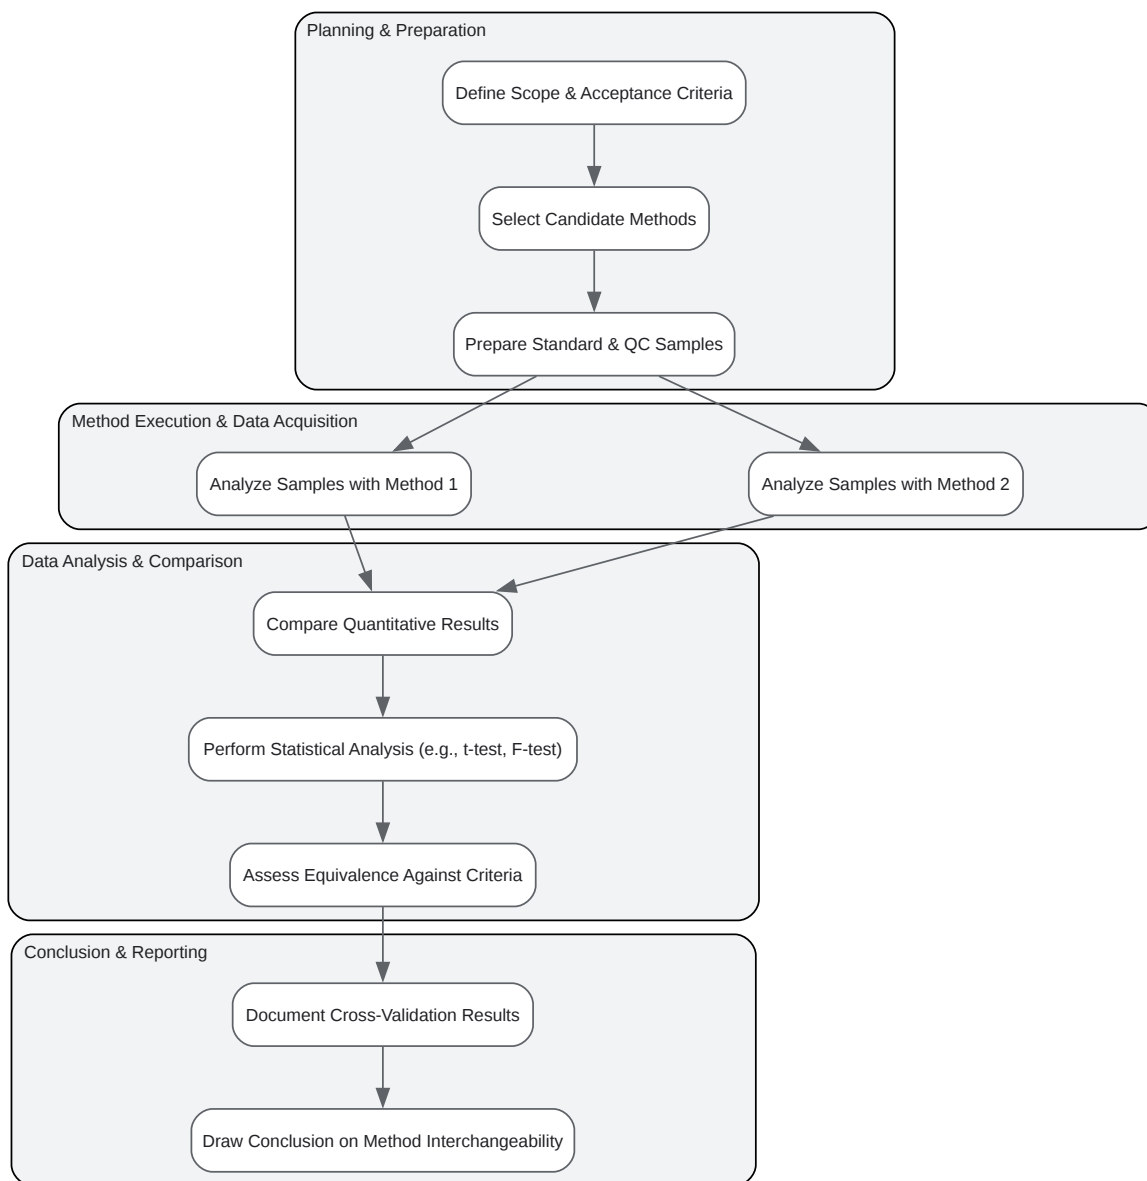 Planning & Preparation
Define Scope & Acceptance Criteria
Select Candidate Methods
Prepare Standard & QC Samples
Method Execution & Data Acquisition
Analyze Samples with Method 1
Analyze Samples with Method 2
Data Analysis & Comparison
Compare Quantitative Results
Perform Statistical Analysis (e.g., t-test, F-test)
Assess Equivalence Against Criteria
Conclusion & Reporting
Document Cross-Validation Results
Draw Conclusion on Method Interchangeability